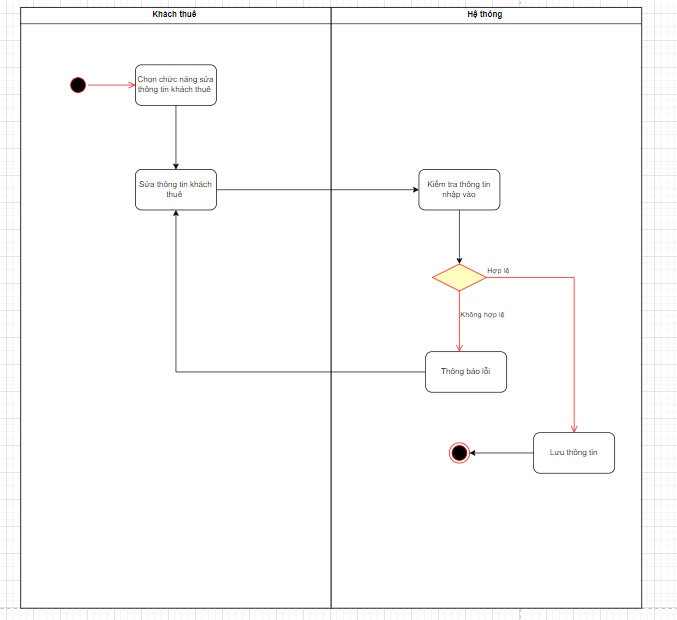 Khách thuê
Hệ thống
Chọn chức năng sửa
thông tin khách thuê
Sửa thông tin khách
thuê
Kiểm tra thông tin
nhập vào
Hợp lệ
Không hợp lệ
Thông báo lỗi
Lưu thông tin